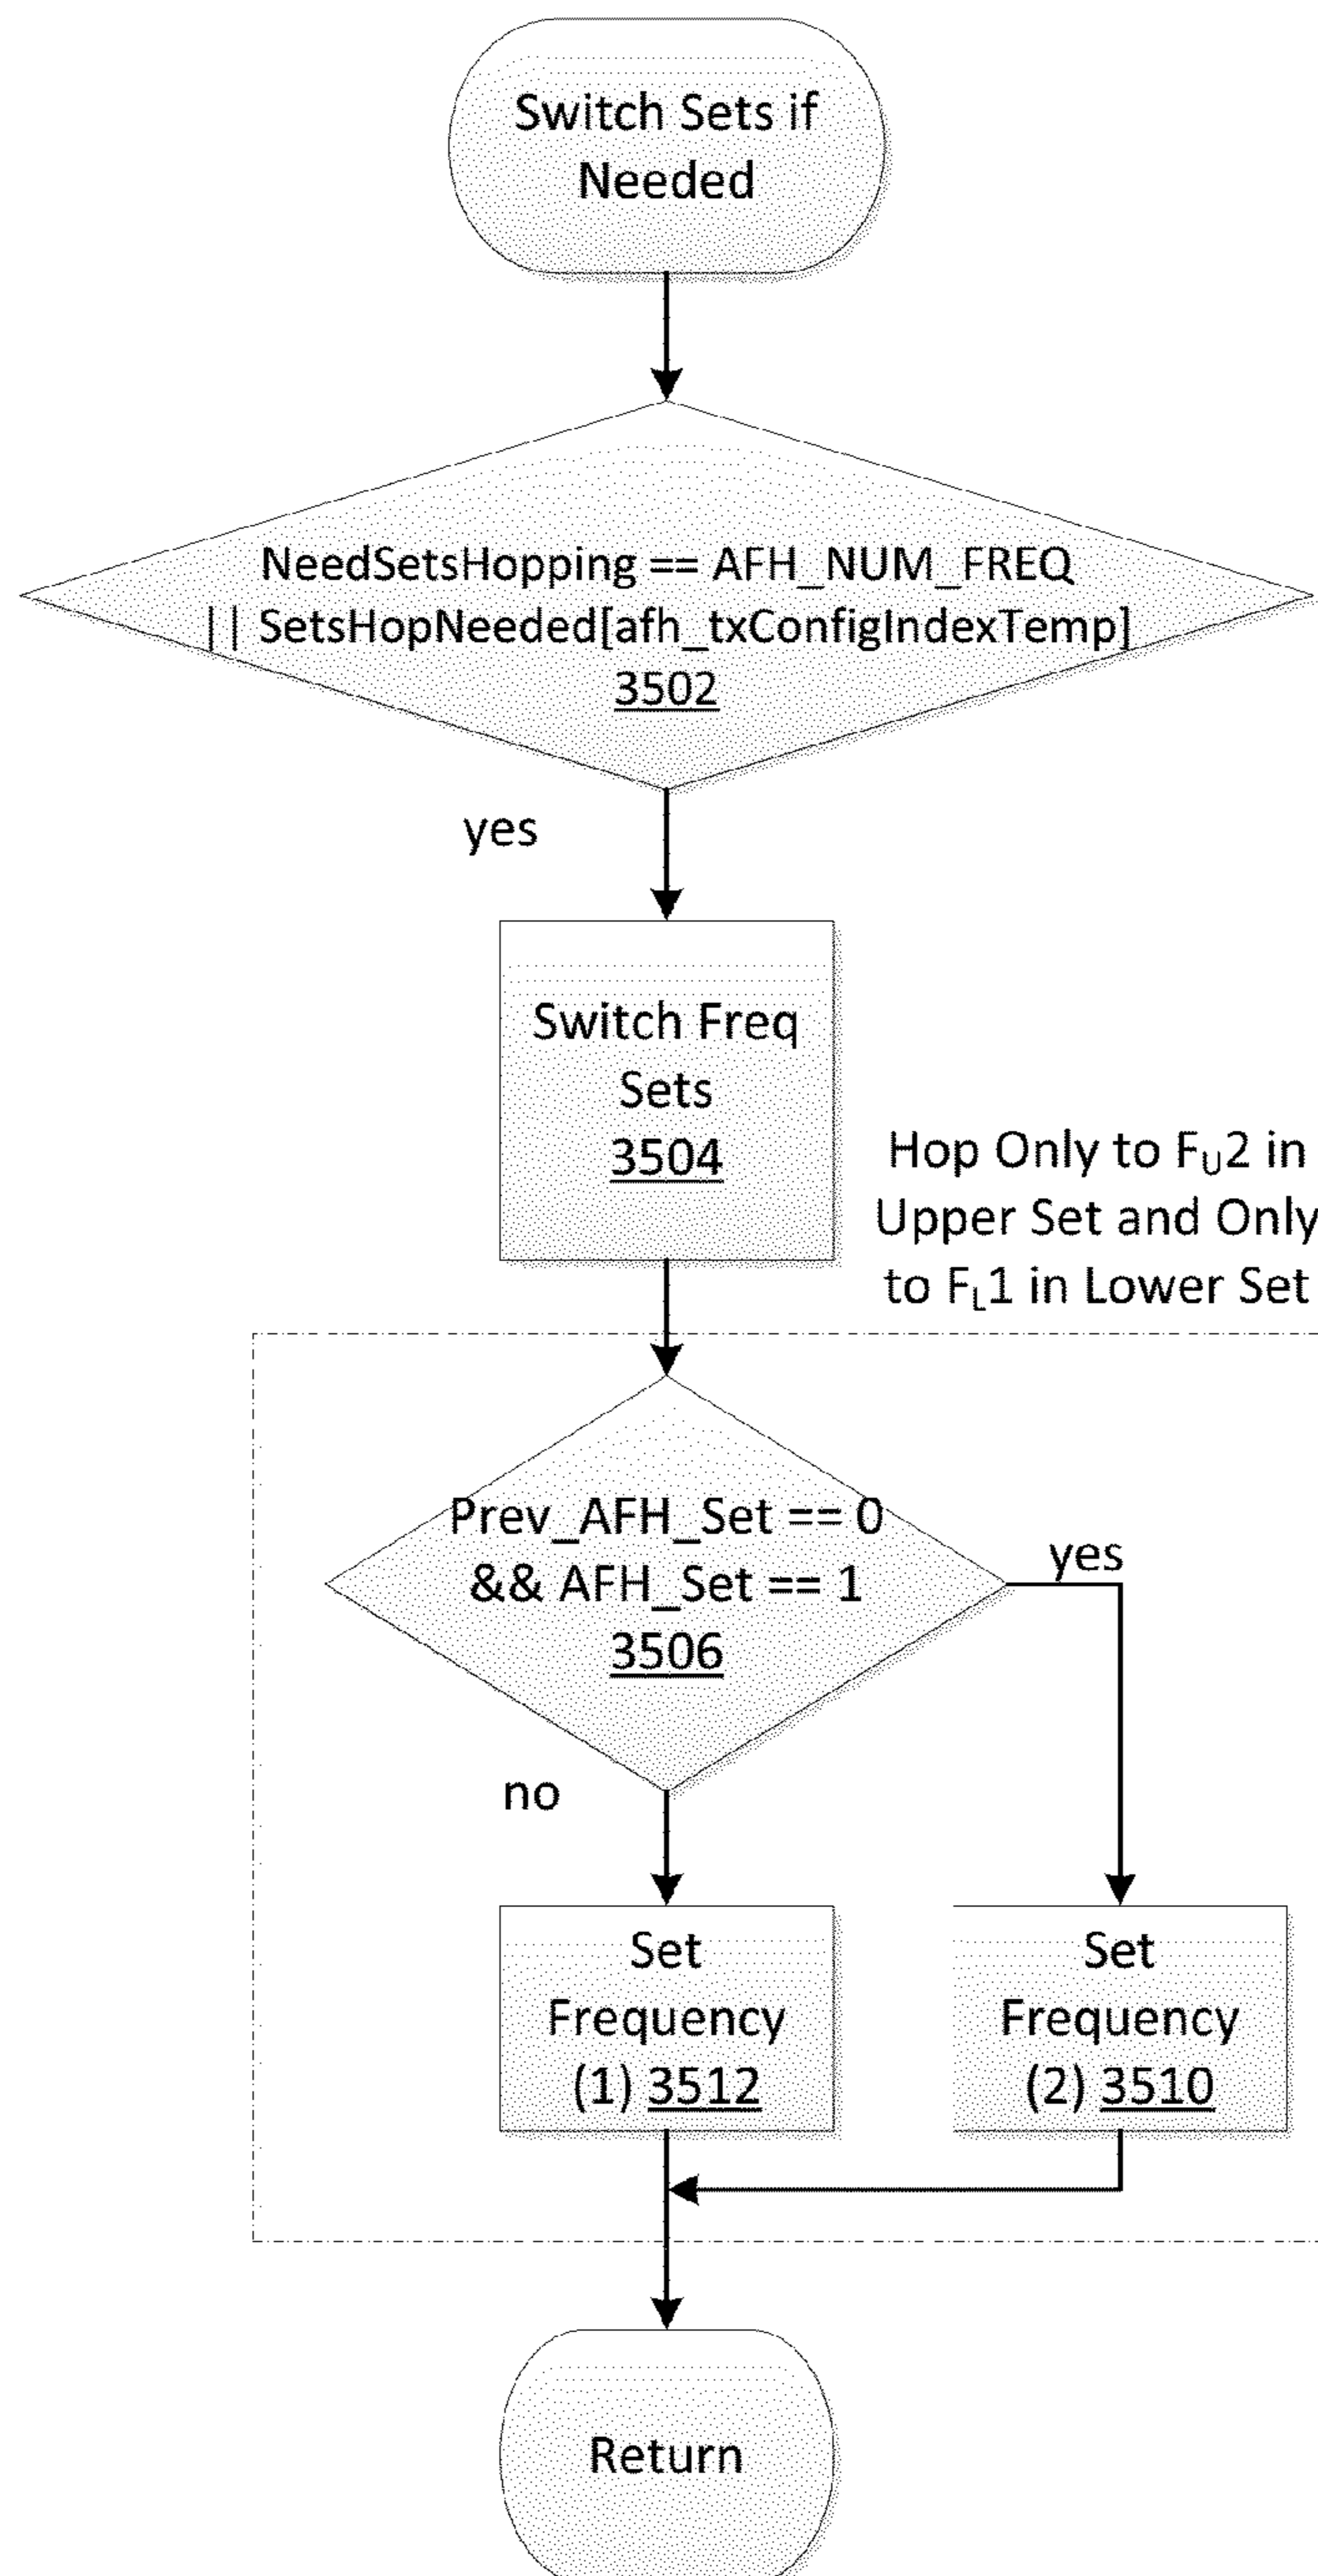 Switch Sets if
Needed
NeedSetsHopping == AFH_NUM_FREQ
|| SetsHopNeeded[afh_txConfigIndexTemp]
3502
yes
Switch Freq
Sets
3504
Hop Only to FU2 in
Upper Set and Only
to FL1 in Lower Set
Prev_AFH_Set == 0
&& AFH_Set == 1
3506
yes
no
Set
Frequency
(1) 3512
Set
Frequency
(2) 3510
Return